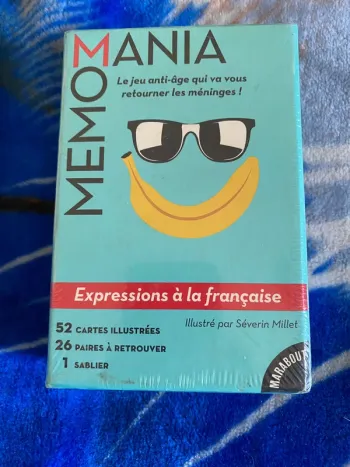 MEMO
MANIA
Le jeu anti-âge qui va vous
retourner les méninges !
Expressions à la française
52 CARTES ILLUSTRÉES
26 PAIRES À RETROUVER
1 SABLIER
Illustré par Séverin Millet
MARABOUT